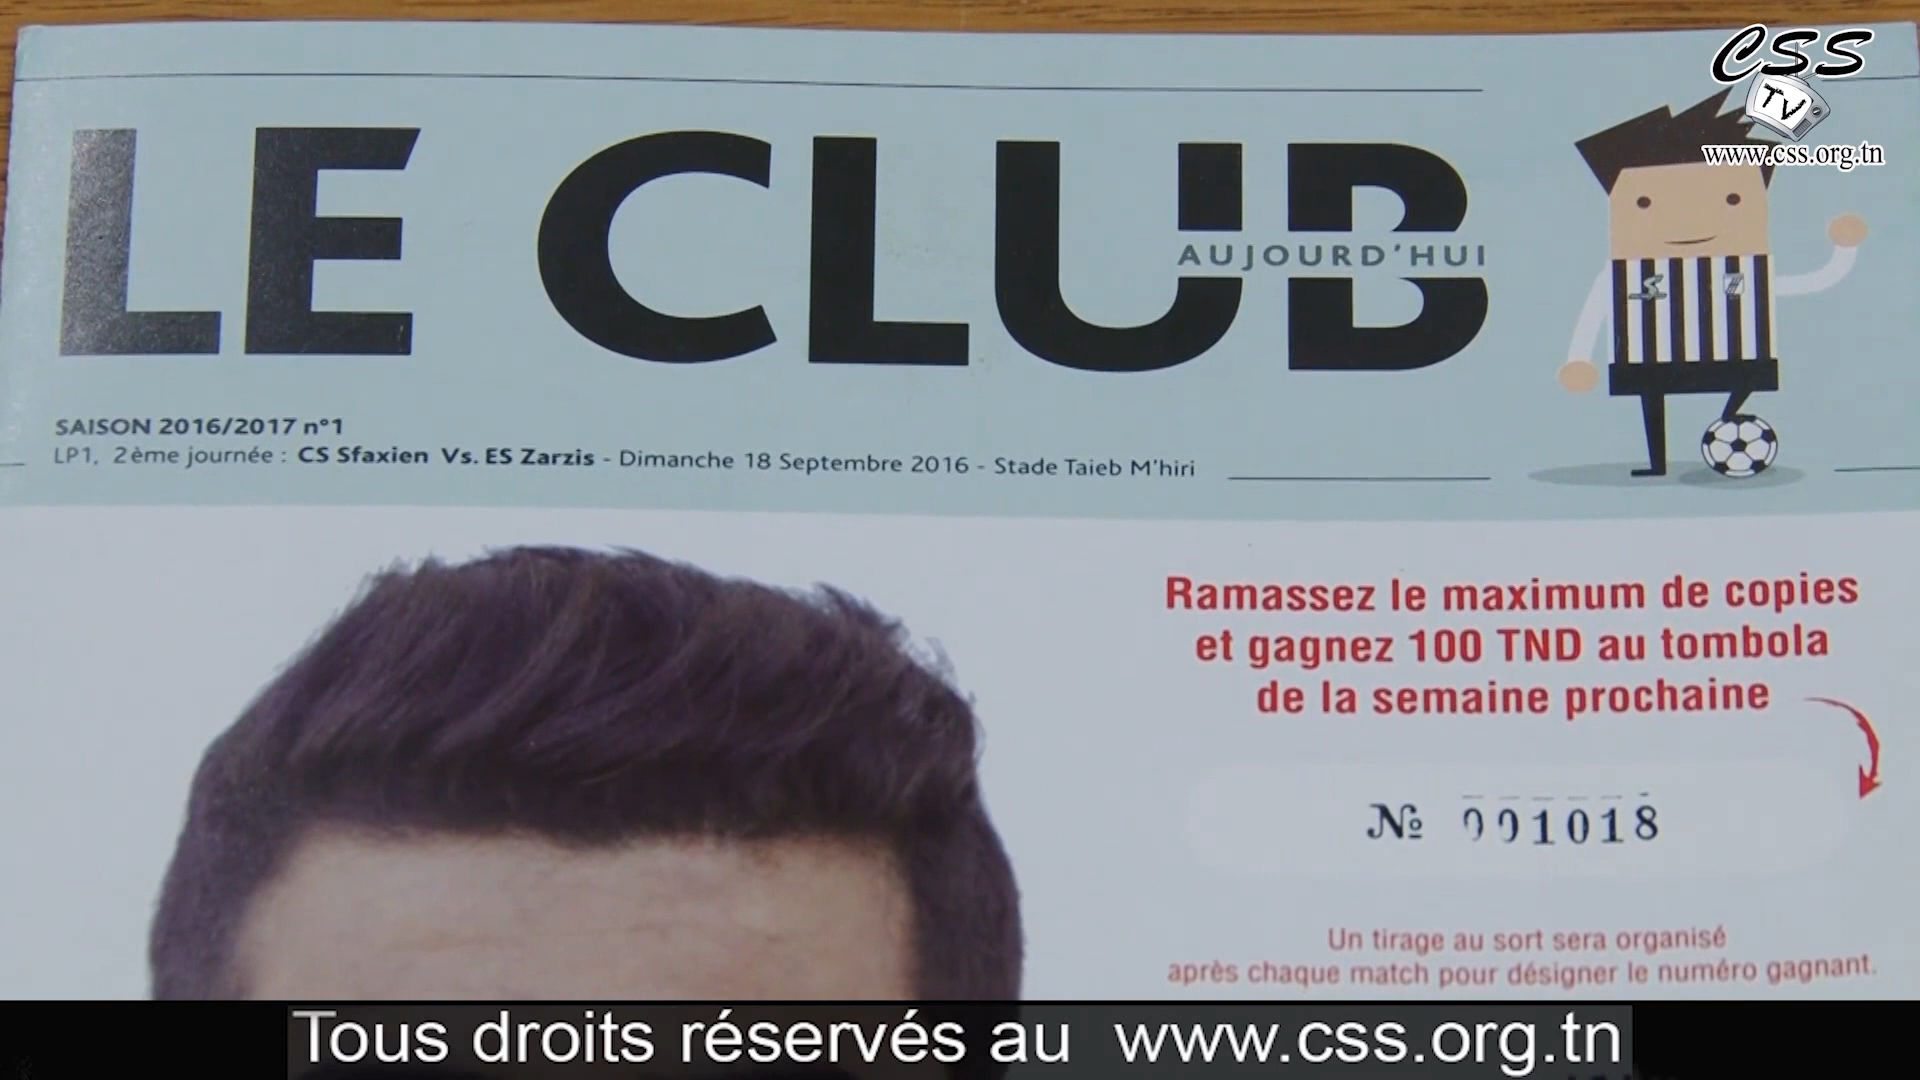 CSS
TV
www.css.org.tn
LE CLUB
AUJOURD'HUI
SAISON 2016/2017 n°1
LP1, 2ème journée : CS Sfaxien Vs. ES Zarzis - Dimanche 18 Septembre 2016 - Stade Taieb M'hiri
Ramassez le maximum de copies
et gagnez 100 TND au tombola
de la semaine prochaine
№ 001018
Un tirage au sort sera organisé
après chaque match pour désigner le numéro gagnant.
Tous droits réservés au www.css.org.tn